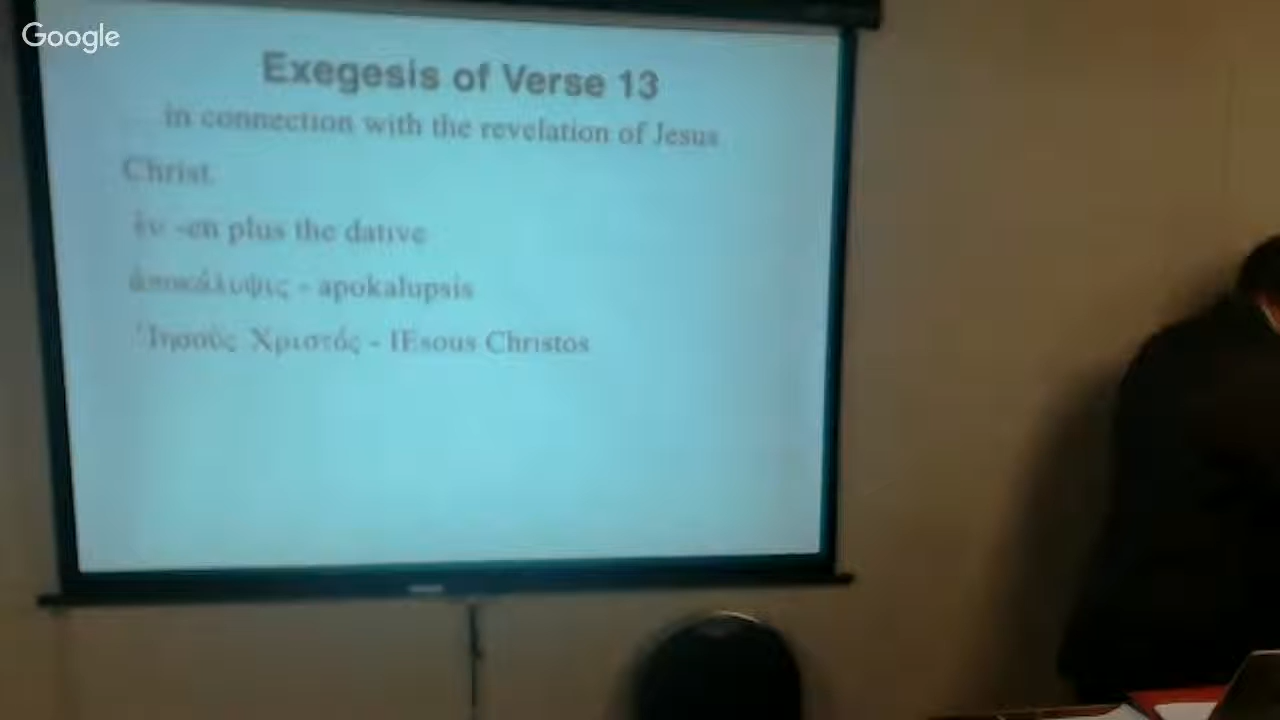 Google
Exegesis of Verse 13
in connection with the revelation of Jesus
Christ.
ἐν -en plus the dative
ἀποκάλυψις - apokalupsis
Ἰησοῦς Χριστός - IEsous Christos